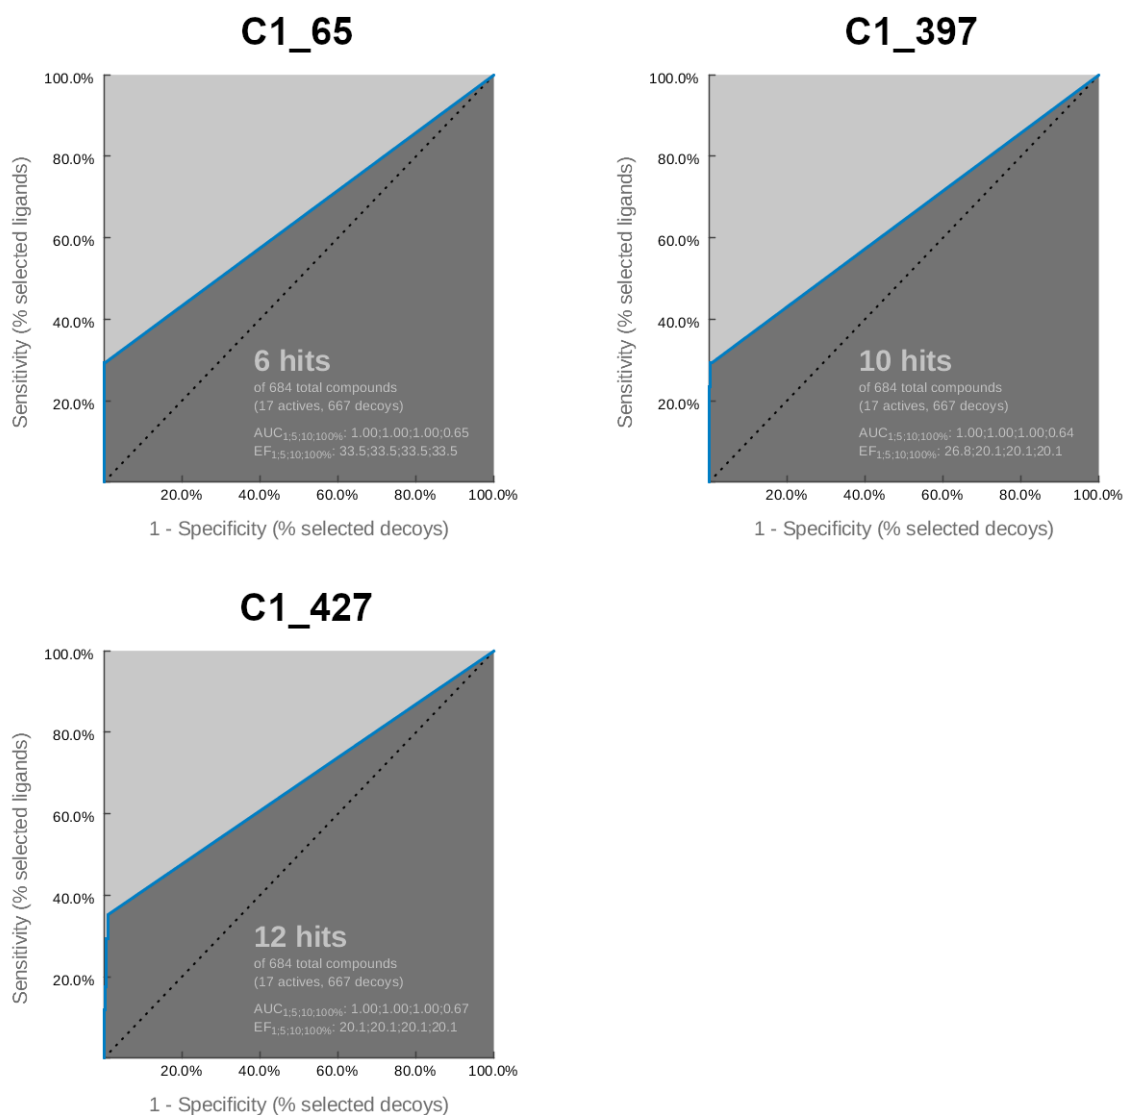 C1_65
100.0%
80.0%
60.0%
40.0%
20.0%
Sensitivity (% selected ligands)
6 hits
of 684 total compounds
(17 actives, 667 decoys)
AUC1;5;10;100%: 1.00;1.00;1.00;0.65
EF1;5;10;100%: 33.5;33.5;33.5;33.5
20.0% 40.0% 60.0% 80.0% 100.0%
1 - Specificity (% selected decoys)
C1_397
100.0%
80.0%
60.0%
40.0%
20.0%
Sensitivity (% selected ligands)
10 hits
of 684 total compounds
(17 actives, 667 decoys)
AUC1;5;10;100%: 1.00;1.00;1.00;0.64
EF1;5;10;100%: 26.8;20.1;20.1;20.1
20.0% 40.0% 60.0% 80.0% 100.0%
1 - Specificity (% selected decoys)
C1_427
100.0%
80.0%
60.0%
40.0%
20.0%
Sensitivity (% selected ligands)
12 hits
of 684 total compounds
(17 actives, 667 decoys)
AUC1;5;10;100%: 1.00;1.00;1.00;0.67
EF1;5;10;100%: 20.1;20.1;20.1;20.1
20.0% 40.0% 60.0% 80.0% 100.0%
1 - Specificity (% selected decoys)